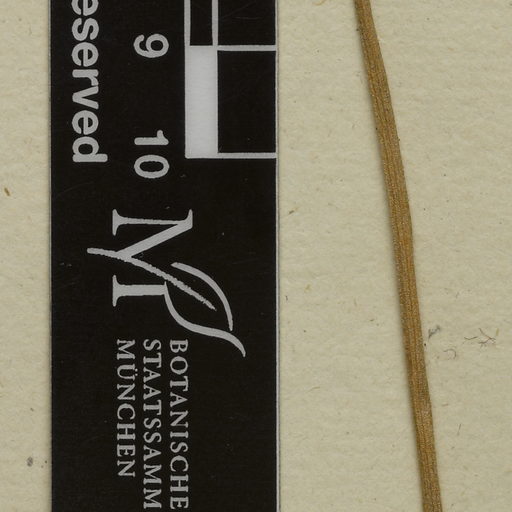 eserved
9 10
M
BOTANISCHE
STAATSSAMM
MÜNCHEN